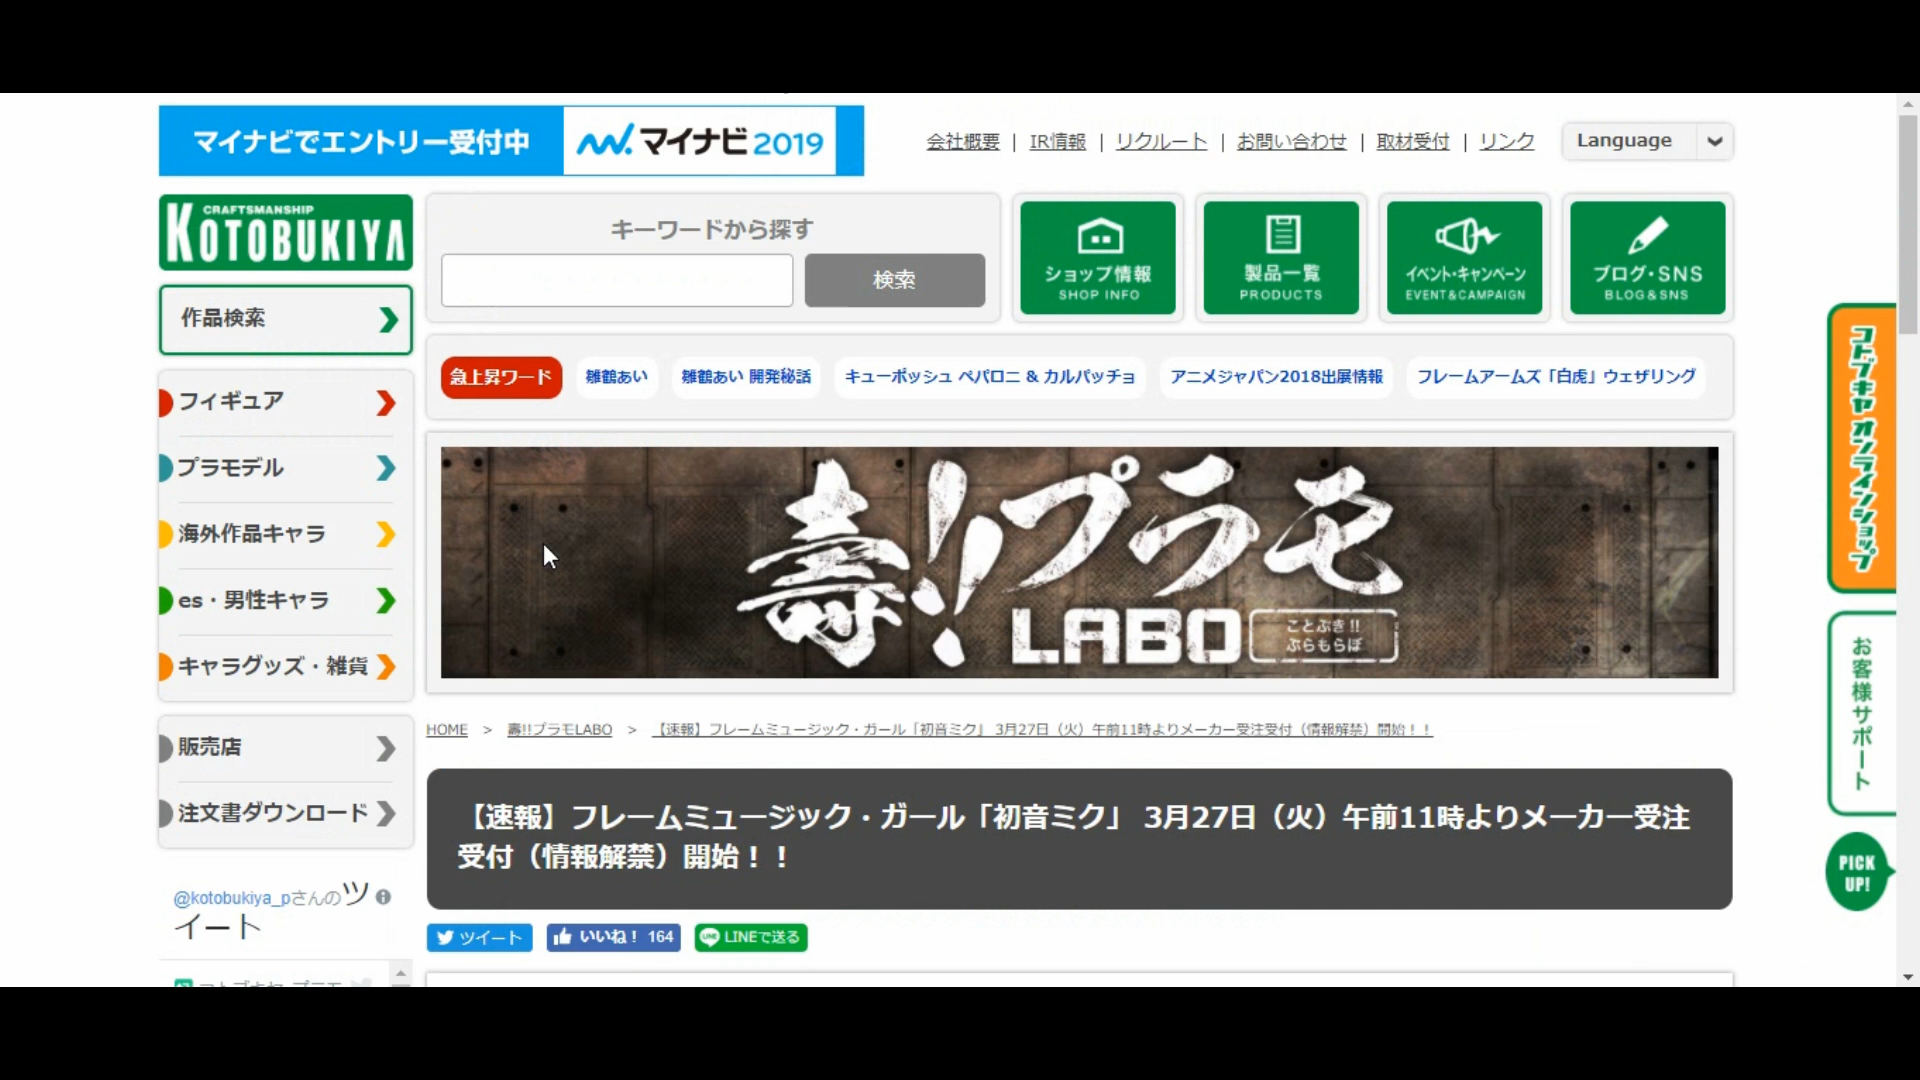 マイナビでエントリー受付中
マイナビ2019
会社概要 | IR情報 | リクルート | お問い合わせ | 取材受付 | リンク
Language
CRAFTSMANSHIP
KOTOBUKIYA
キーワードから探す
検索
ショップ情報
SHOP INFO
製品一覧
PRODUCTS
イベント・キャンペーン
EVENT&CAMPAIGN
ブログ・SNS
BLOG&SNS
作品検索
フィギュア
プラモデル
海外作品キャラ
es・男性キャラ
キャラグッズ・雑貨
販売店
注文書ダウンロード
@kotobukiya_pさんのツ
イート
急上昇ワード
雛鶴あい
雛鶴あい 開発秘話
キューポッシュ ペパロニ & カルパッチョ
アニメジャパン2018出展情報
フレームアームズ「白虎」ウェザリング
壽!!プラモ
LABO
ことぶき!!
ぷらもらぼ
HOME > 壽!!プラモLABO > 【速報】フレームミュージック・ガール「初音ミク」 3月27日（火）午前11時よりメーカー受注受付（情報解禁）開始！！
【速報】フレームミュージック・ガール「初音ミク」 3月27日（火）午前11時よりメーカー受注
受付（情報解禁）開始！！
ツイート
いいね！ 164
LINEで送る
コトブキヤオンラインショップ
お客様サポート
PICK
UP!